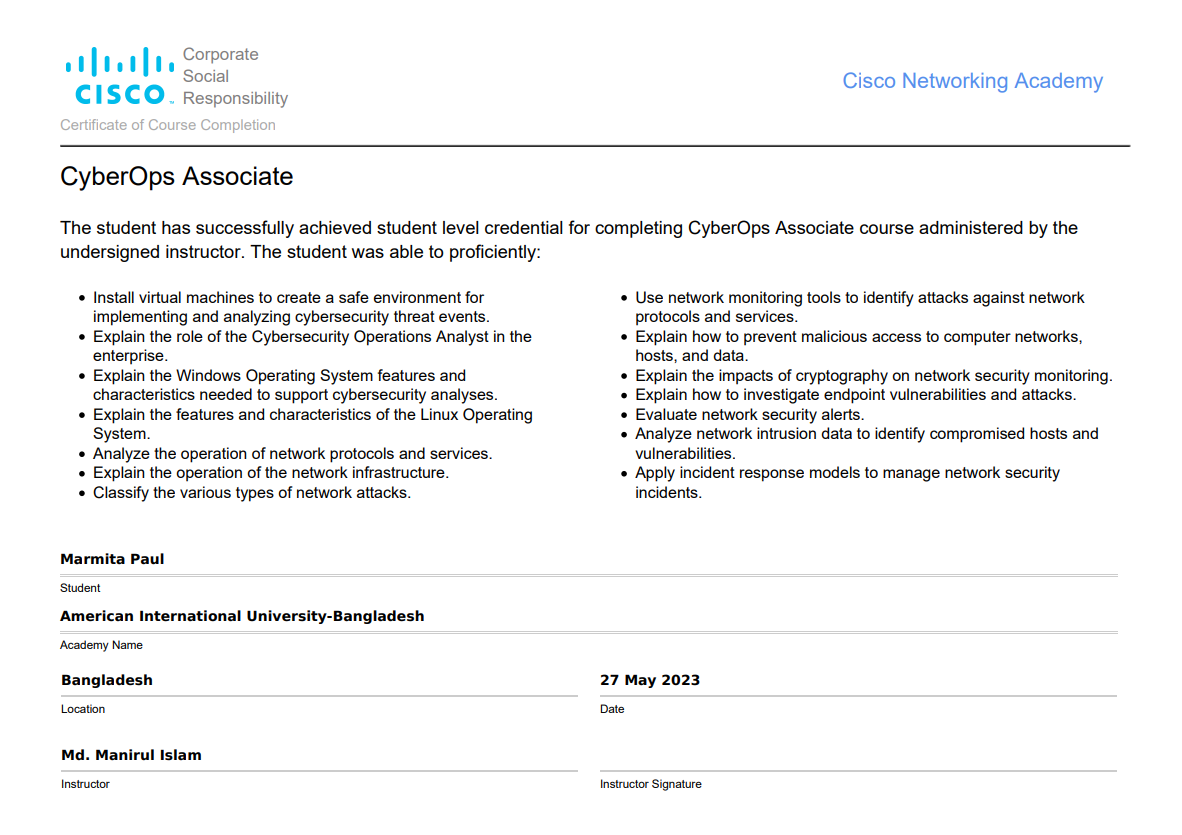 CISCO
Corporate
Social
Responsibility
Cisco Networking Academy
Certificate of Course Completion
CyberOps Associate
The student has successfully achieved student level credential for completing CyberOps Associate course administered by the
undersigned instructor. The student was able to proficiently:
• Install virtual machines to create a safe environment for
implementing and analyzing cybersecurity threat events.
• Explain the role of the Cybersecurity Operations Analyst in the
enterprise.
• Explain the Windows Operating System features and
characteristics needed to support cybersecurity analyses.
• Explain the features and characteristics of the Linux Operating
System.
• Analyze the operation of network protocols and services.
• Explain the operation of the network infrastructure.
• Classify the various types of network attacks.
• Use network monitoring tools to identify attacks against network
protocols and services.
• Explain how to prevent malicious access to computer networks,
hosts, and data.
• Explain the impacts of cryptography on network security monitoring.
• Explain how to investigate endpoint vulnerabilities and attacks.
• Evaluate network security alerts.
• Analyze network intrusion data to identify compromised hosts and
vulnerabilities.
• Apply incident response models to manage network security
incidents.
Marmita Paul
Student
American International University-Bangladesh
Academy Name
Bangladesh
Location
27 May 2023
Date
Md. Manirul Islam
Instructor
Instructor Signature